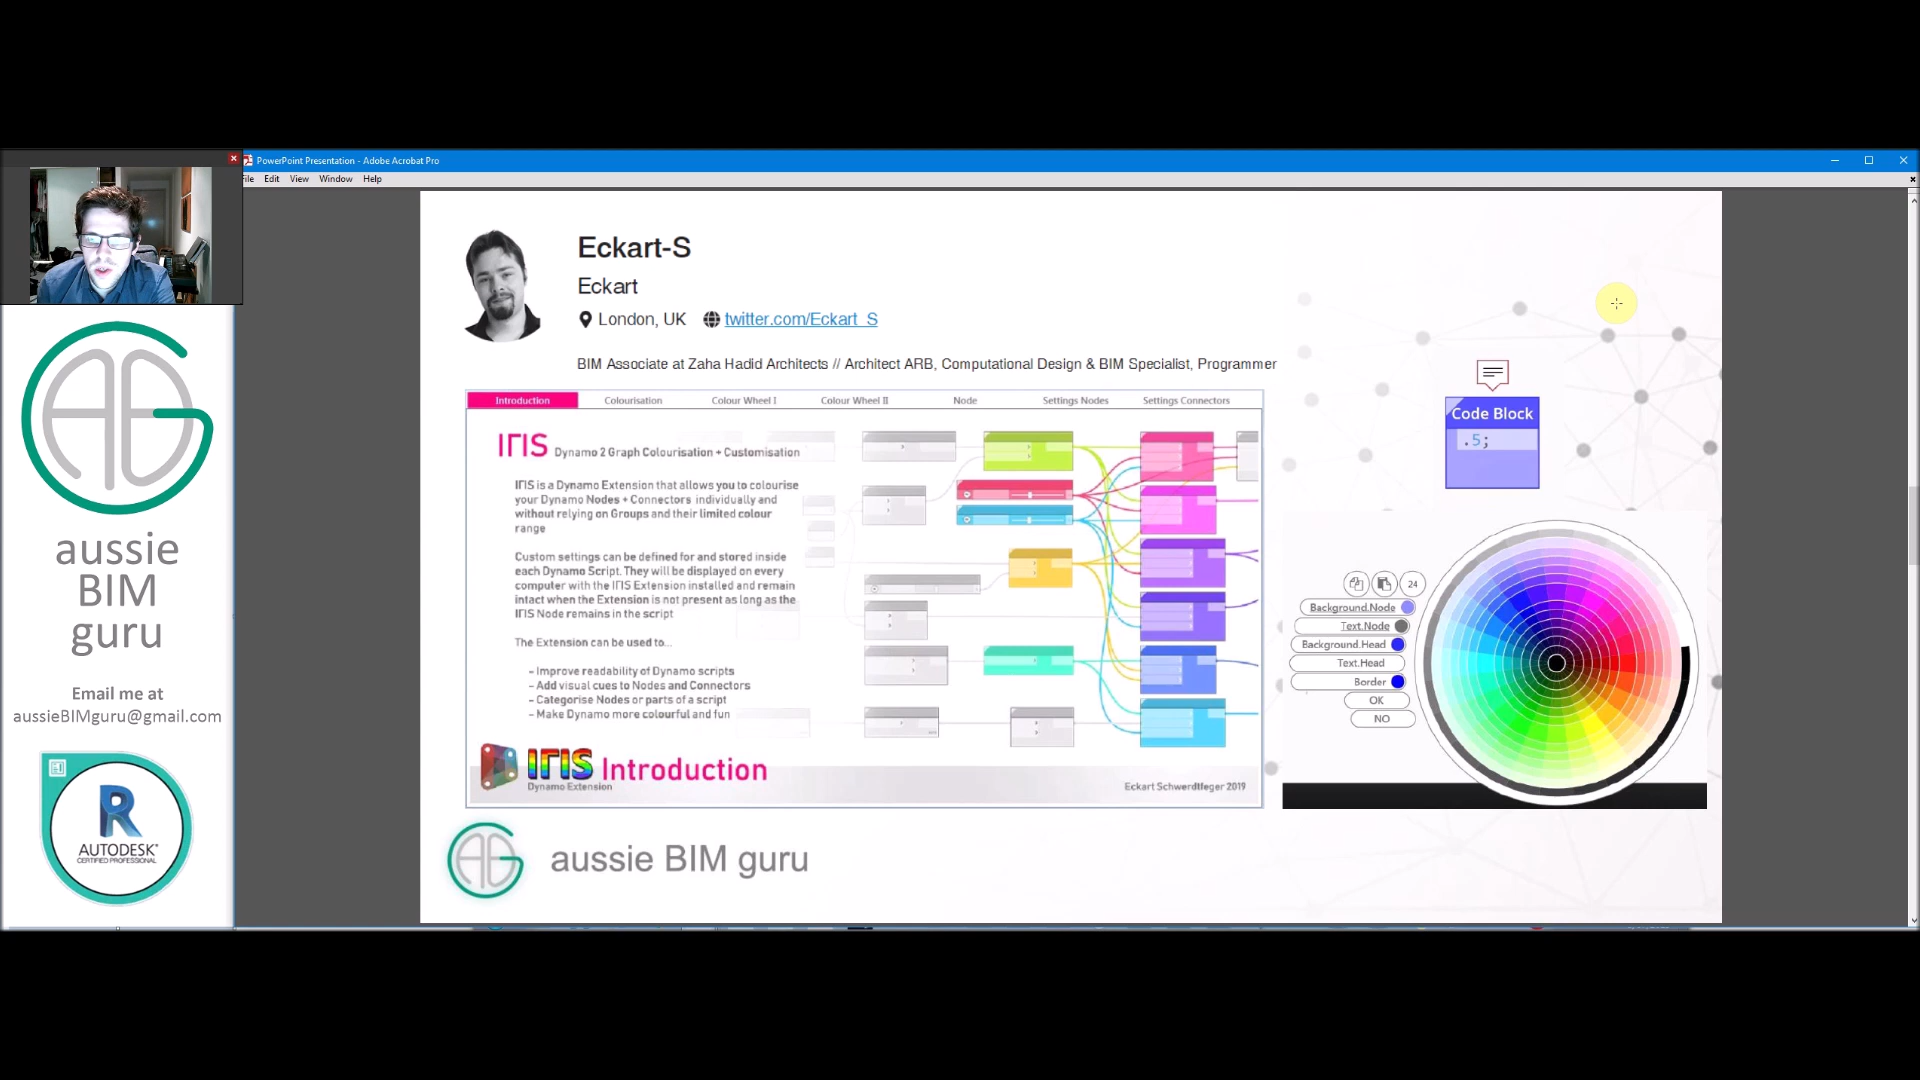 PowerPoint Presentation - Adobe Acrobat Pro
File Edit View Window Help
aussie
BIM
guru
Email me at
aussieBIMguru@gmail.com
R
AUTODESK
CERTIFIED PROFESSIONAL
Eckart-S
Eckart
London, UK twitter.com/Eckart_S
BIM Associate at Zaha Hadid Architects // Architect ARB, Computational Design & BIM Specialist, Programmer
Introduction Colourisation Colour Wheel I Colour Wheel II Node Settings Nodes Settings Connectors
IΓIS Dynamo 2 Graph Colourisation + Customisation
IΓIS is a Dynamo Extension that allows you to colourise
your Dynamo Nodes + Connectors individually and
without relying on Groups and their limited colour
range
Custom settings can be defined for and stored inside
each Dynamo Script. They will be displayed on every
computer with the IΓIS Extension installed and remain
intact when the Extension is not present as long as the
IΓIS Node remains in the script
The Extension can be used to...
- Improve readability of Dynamo scripts
- Add visual cues to Nodes and Connectors
- Categorise Nodes or parts of a script
- Make Dynamo more colourful and fun
IΓIS Introduction
Dynamo Extension
Eckart Schwerdtfeger 2019
Code Block
.5;
24
Background.Node
Text.Node
Background.Head
Text.Head
Border
OK
NO
AG aussie BIM guru